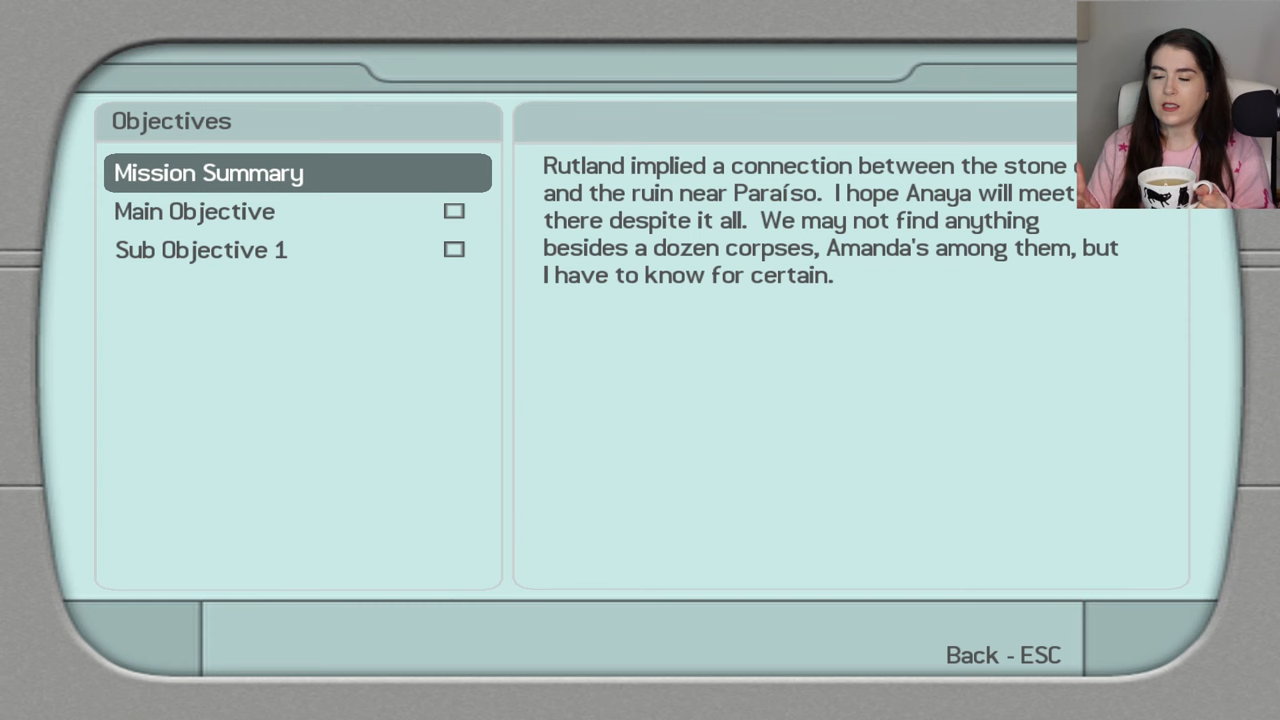 Objectives
Mission Summary
Main Objective
Sub Objective 1
Rutland implied a connection between the stone
and the ruin near Paraíso.  I hope Anaya will meet
there despite it all.  We may not find anything
besides a dozen corpses, Amanda's among them, but
I have to know for certain.
Back - ESC